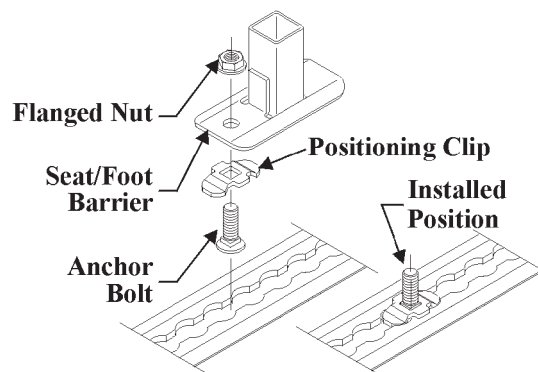 Flanged Nut
Seat/Foot
Barrier
Positioning Clip
Anchor
Bolt
Installed
Position